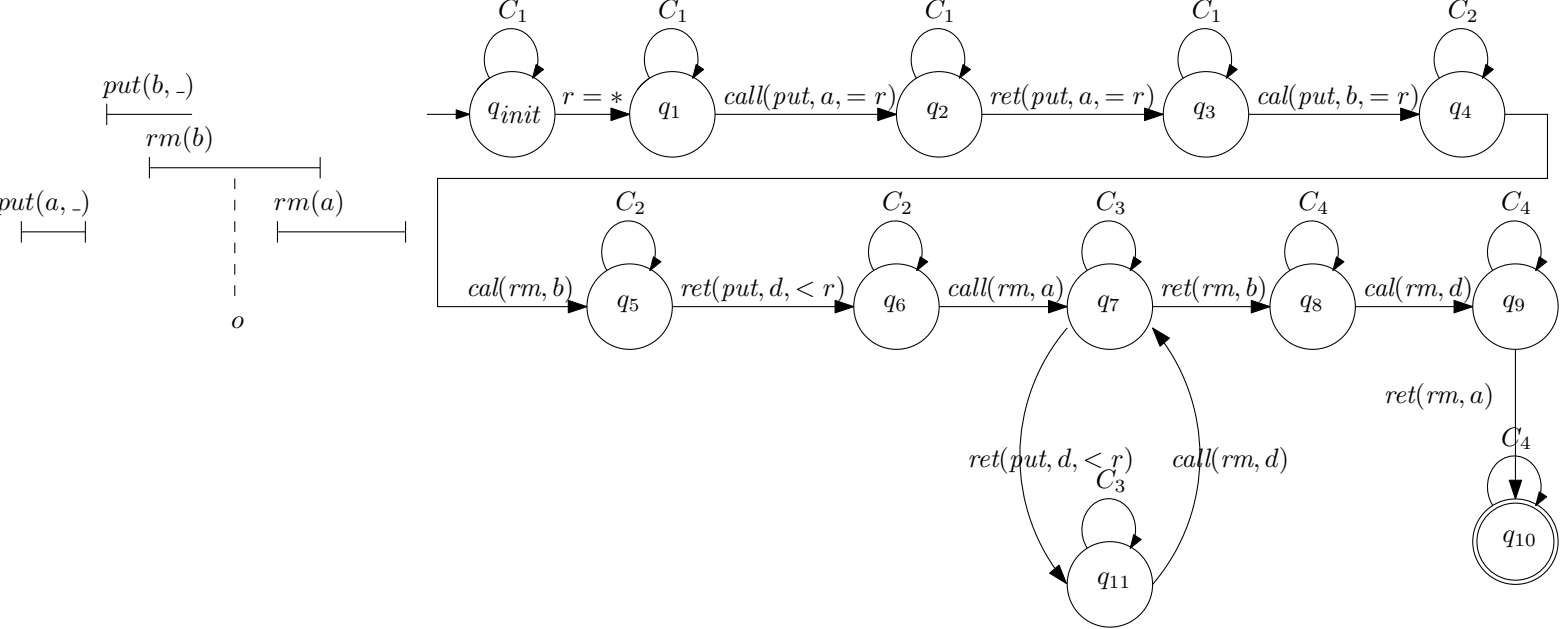 put(b, _)
rm(b)
put(a, _)
rm(a)
o
C1
C1
C1
C1
C2
qinit
r = ∗
q1
call(put, a, = r)
q2
ret(put, a, = r)
q3
cal(put, b, = r)
q4
C2
C2
C3
C4
C4
cal(rm, b)
q5
ret(put, d, < r)
q6
call(rm, a)
q7
ret(rm, b)
q8
cal(rm, d)
q9
ret(rm, a)
C4
q10
ret(put, d, < r)
call(rm, d)
C3
q11